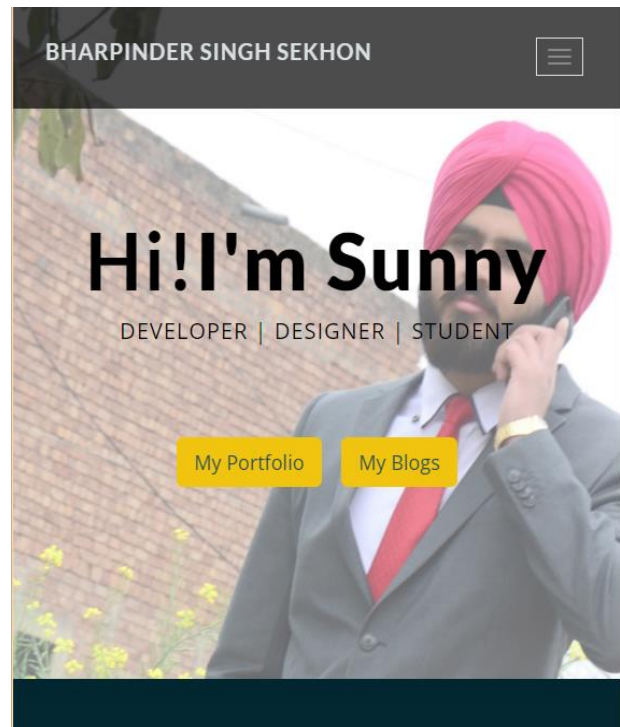 BHARPINDER SINGH SEKHON
Hi!I'm Sunny
DEVELOPER | DESIGNER | STUDENT
My Portfolio My Blogs